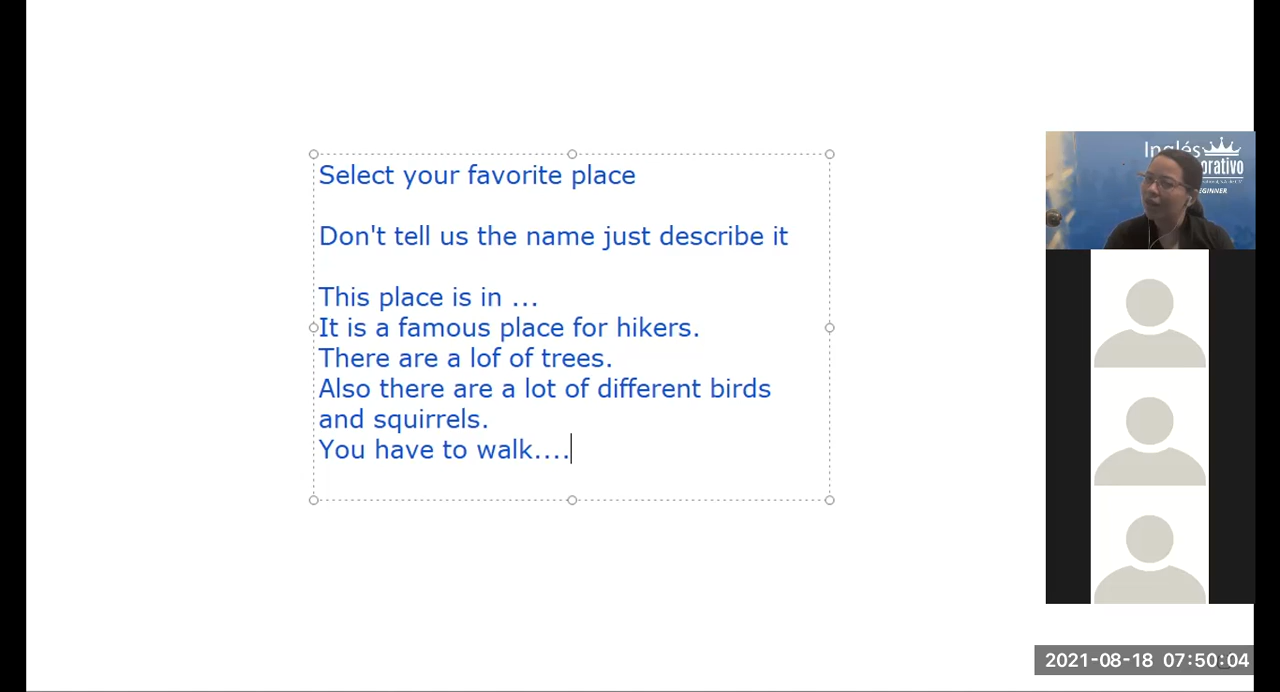 Select your favorite place
Don't tell us the name just describe it
This place is in ...
It is a famous place for hikers.
There are a lof of trees.
Also there are a lot of different birds
and squirrels.
You have to walk....
Inglés
2021-08-18 07:50:04